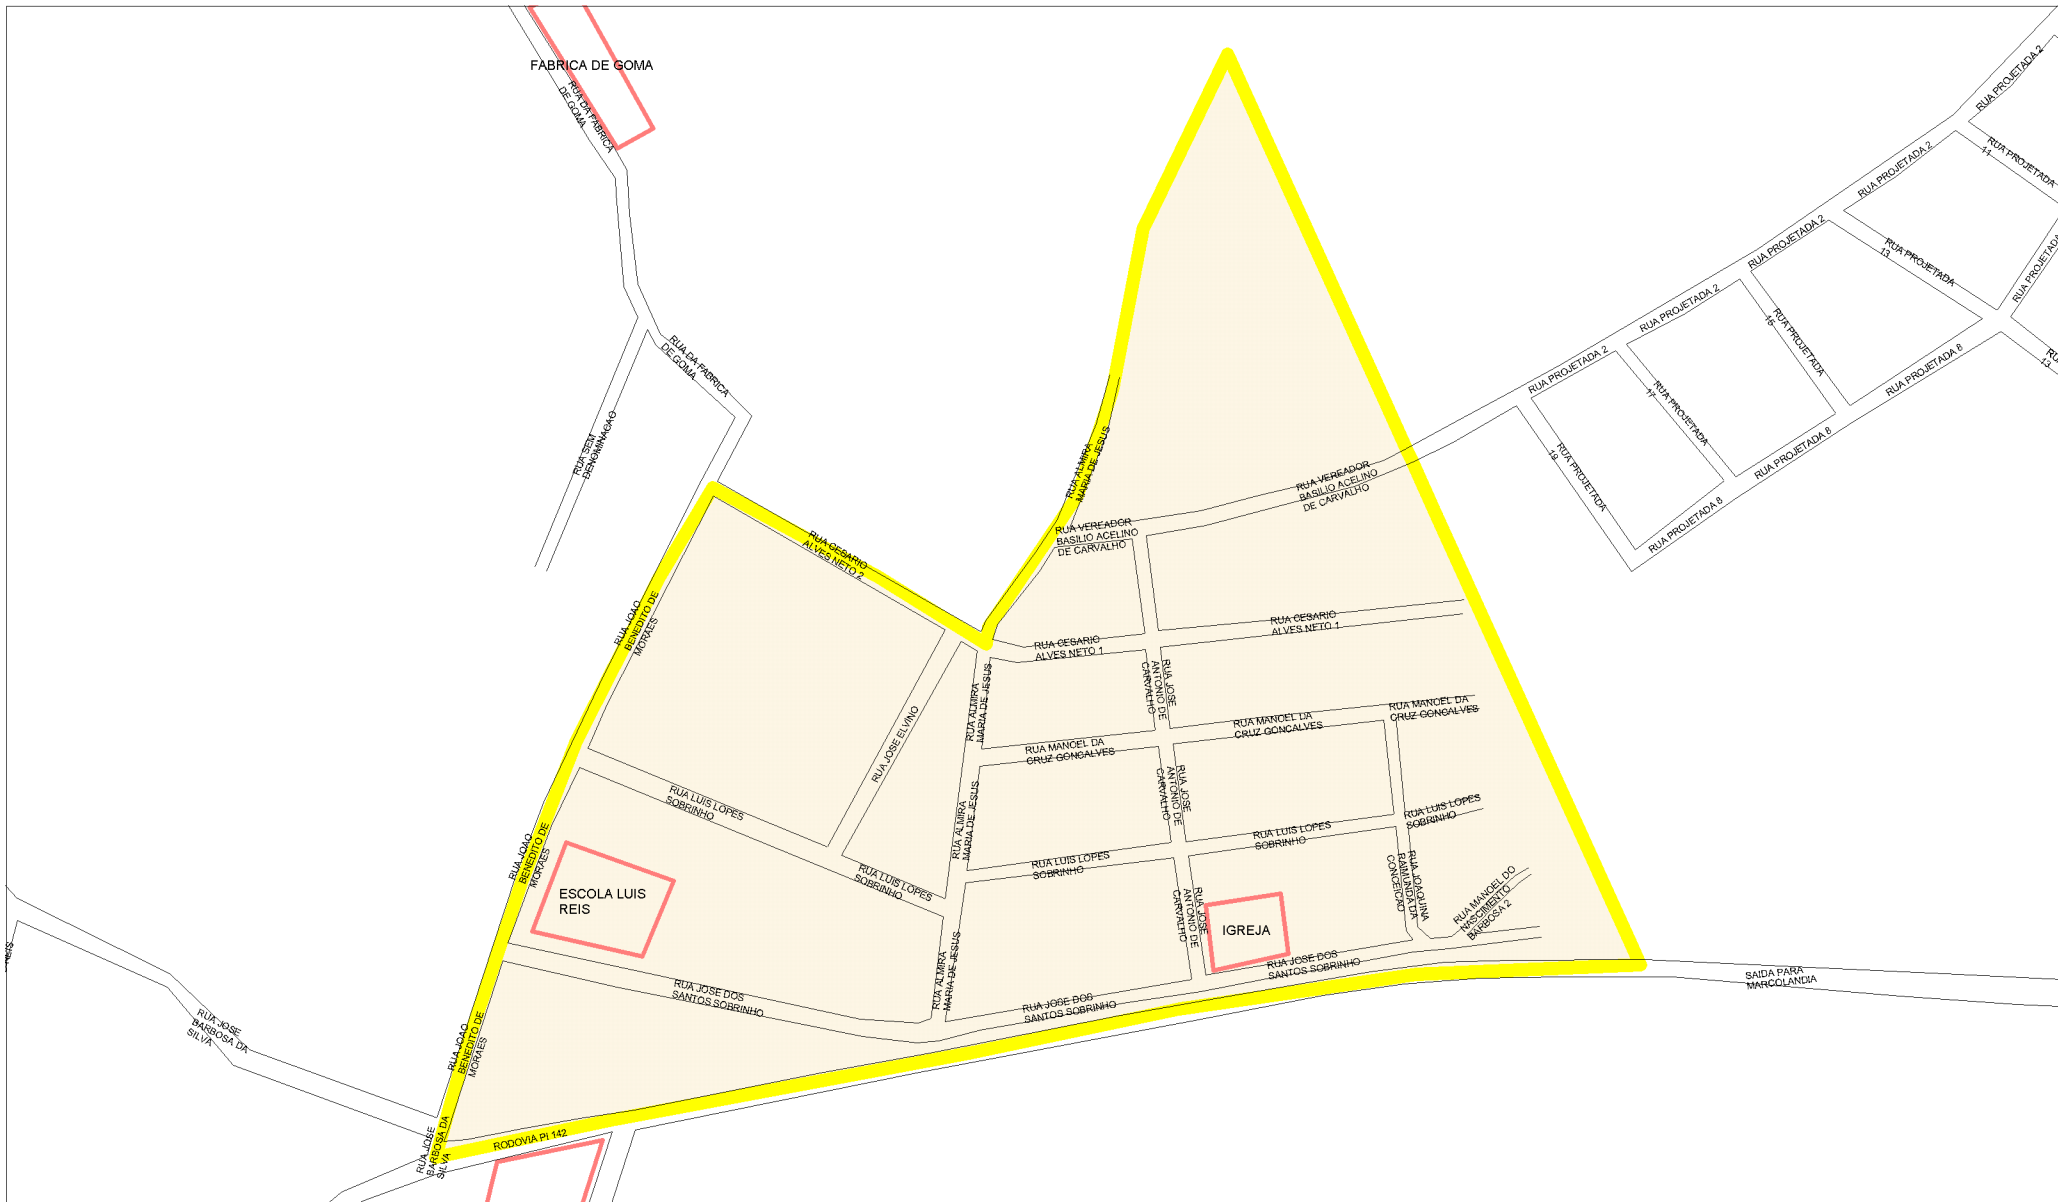 FABRICA DE GOMA
RUA DA FABRICA
DE GOMA
RUA PROJETADA 2
RUA PROJETADA
11
RUA PROJETADA 2
RUA PROJETADA 2
RUA PROJETADA
13
RUA PROJETADA
RUA PROJETADA 2
RUA PROJETADA
15
RUA PROJETADA 2
RUA PROJETADA
17
RUA PROJETADA 8
13
RUA DA FABRICA
DE GOMA
RUA SEM
DENOMINACAO
RUA ALMIRA
MARIA DE JESUS
RUA VEREADOR
BASILIO ACELINO
DE CARVALHO
RUA PROJETADA
19
RUA PROJETADA 8
RUA PROJETADA 8
RUA VEREADOR
BASILIO ACELINO
DE CARVALHO
RUA CESARIO
ALVES NETO 2
RUA JOAO
BENEDITO DE
MORAES
RUA CESARIO
ALVES NETO 1
RUA CESARIO
ALVES NETO 1
RUA ALMIRA
MARIA DE JESUS
RUA JOSE
ANTONIO DE
CARVALHO
RUA MANOEL DA
CRUZ GONCALVES
RUA MANOEL DA
CRUZ GONCALVES
RUA MANOEL DA
CRUZ GONCALVES
RUA JOSE ELVINO
RUA LUIS LOPES
SOBRINHO
RUA ALMIRA
MARIA DE JESUS
RUA JOSE
ANTONIO DE
CARVALHO
RUA LUIS LOPES
SOBRINHO
RUA LUIS LOPES
SOBRINHO
RUA LUIS LOPES
SOBRINHO
RUA LUIS LOPES
SOBRINHO
RUA JOAO
BENEDITO DE
MORAES
ESCOLA LUIS
REIS
RUA JOSE
ANTONIO DE
CARVALHO
IGREJA
RUA JOAQUINA
RAIMUNDA DA
CONCEICAO
RUA MANOEL DO
NASCIMENTO
BARBOSA 2
RUA ALMIRA
MARIA DE JESUS
RUA JOSE DOS
SANTOS SOBRINHO
RUA JOSE DOS
SANTOS SOBRINHO
RUA JOSE DOS
SANTOS SOBRINHO
SAIDA PARA
MARCOLANDIA
RUA JOSE
BARBOSA DA
SILVA
RUA JOAO
BENEDITO DE
MORAES
RUA JOSE
BARBOSA DA
SILVA
RODOVIA PI 142